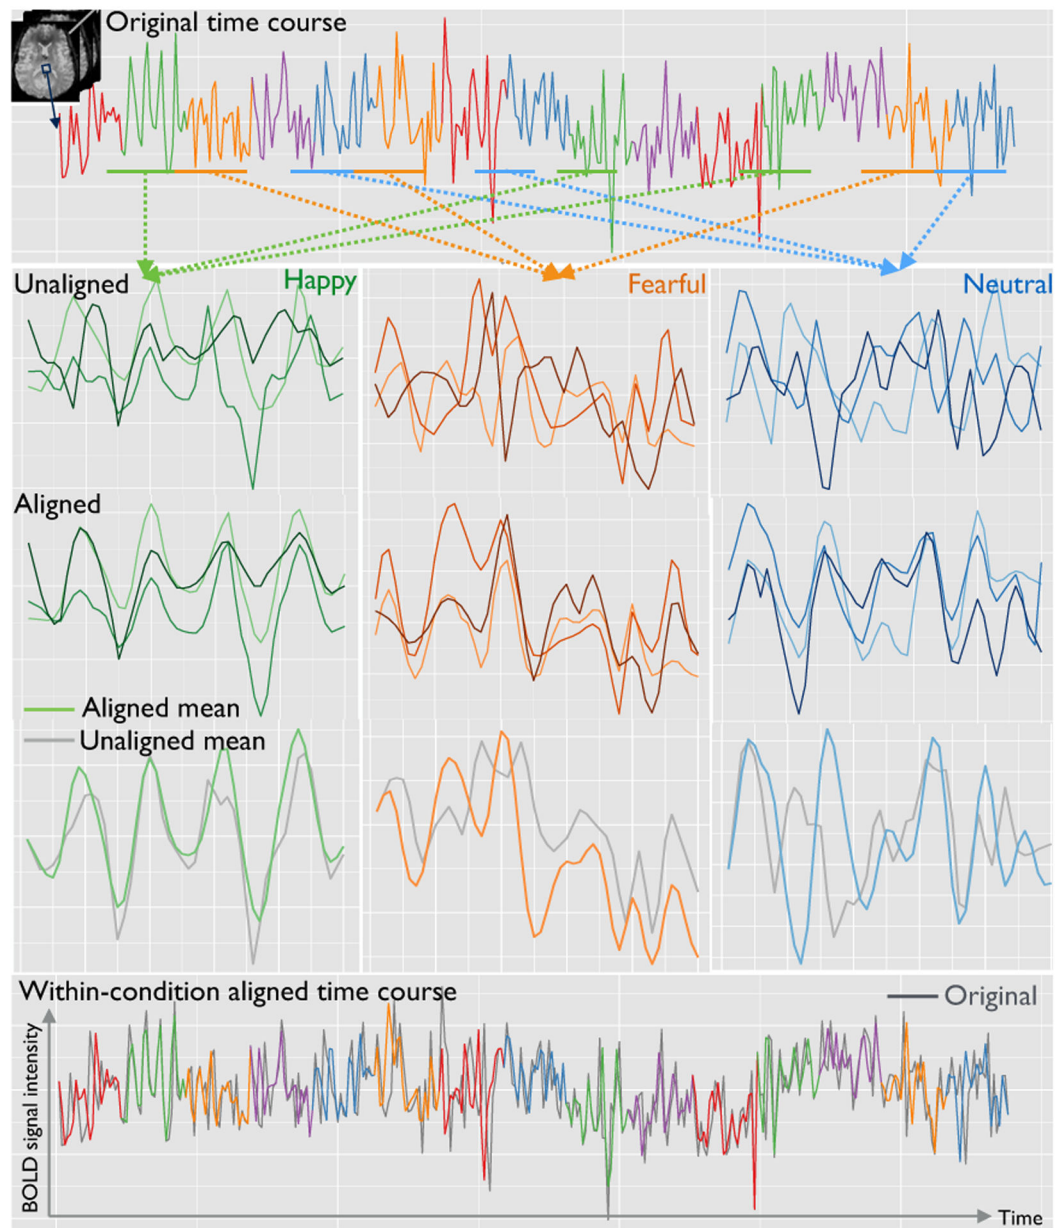 Original time course
Unaligned
Happy
Fearful
Neutral
Aligned
Aligned mean
Unaligned mean
Within-condition aligned time course
Original
BOLD signal intensity
Time